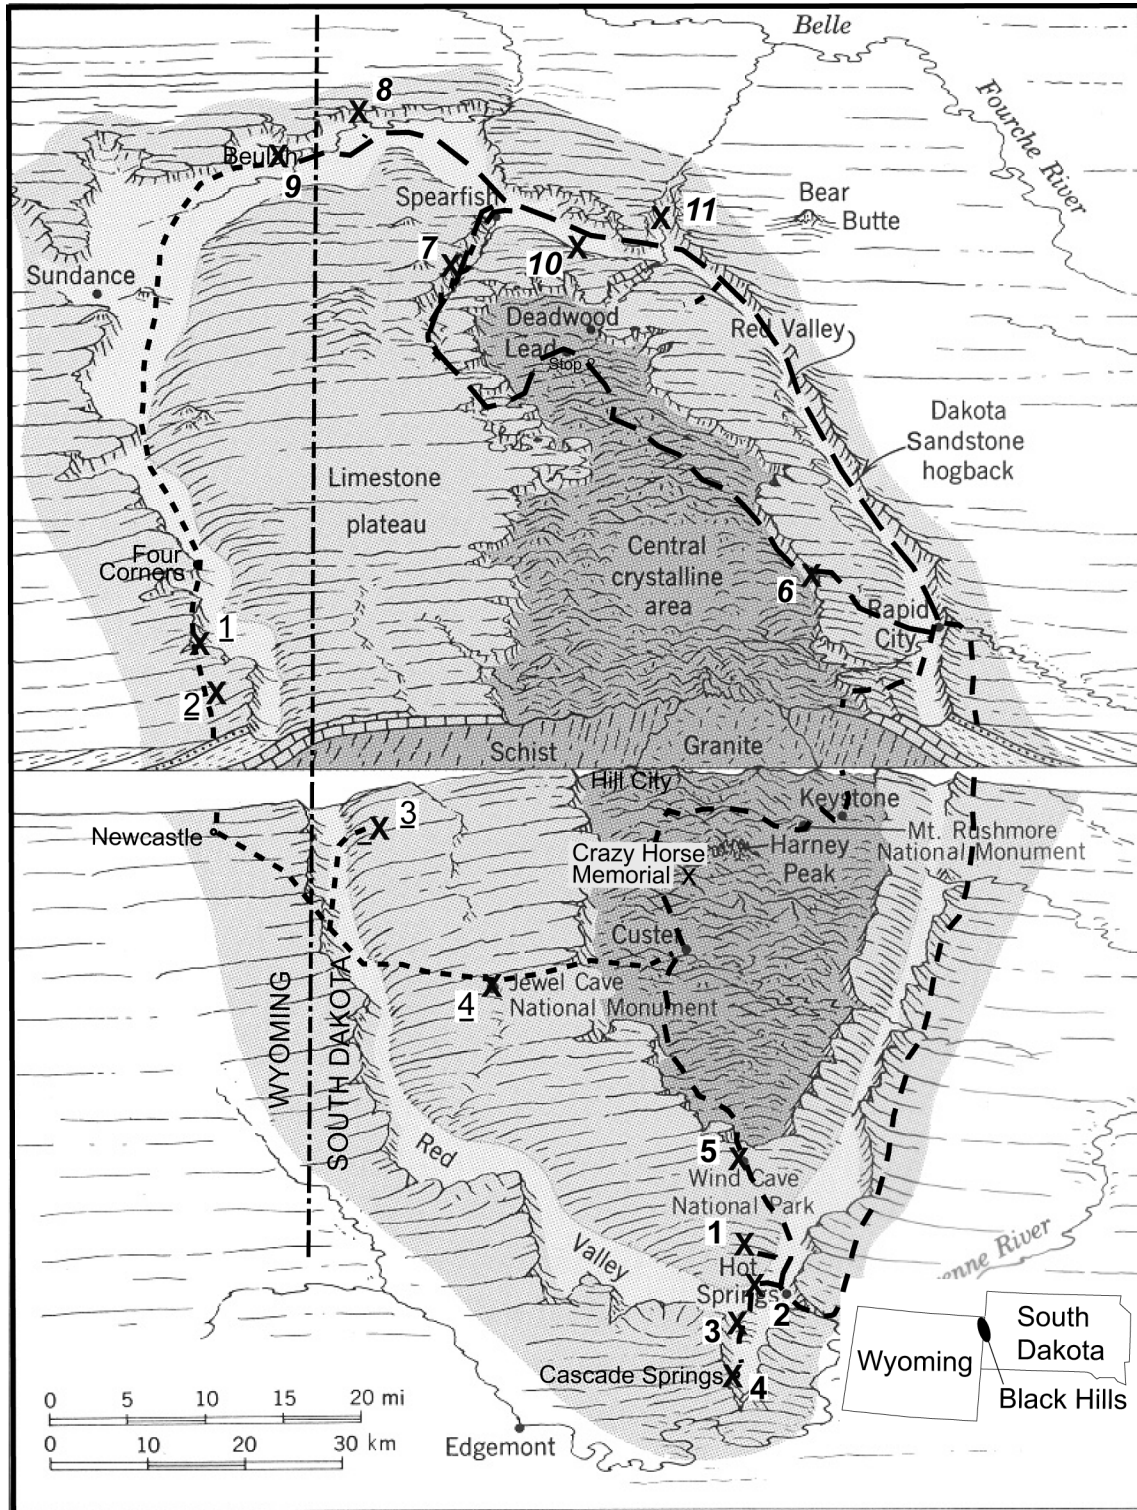 Belle
Fourche River
8
Beulah
9
Spearfish
11
Bear
Butte
7
10
Sundance
Deadwood
Lead
Stop
Red Valley
Dakota
Sandstone
hogback
Limestone
plateau
Four
Corners
Central
crystalline
area
6
Rapid
City
1
2
Schist
Granite
Hill City
Keystone
3
Newcastle
Mt. Rushmore
National Monument
Harney
Peak
Crazy Horse
Memorial
Custer
WYOMING
SOUTH DAKOTA
4
Jewel Cave
National Monument
Red
Valley
5
Wind Cave
National Park
1
Hot
Springs
2
3
Cascade Springs
4
enne River
South
Dakota
Wyoming
Black Hills
0 5 10 15 20 mi
0 10 20 30 km
Edgemont